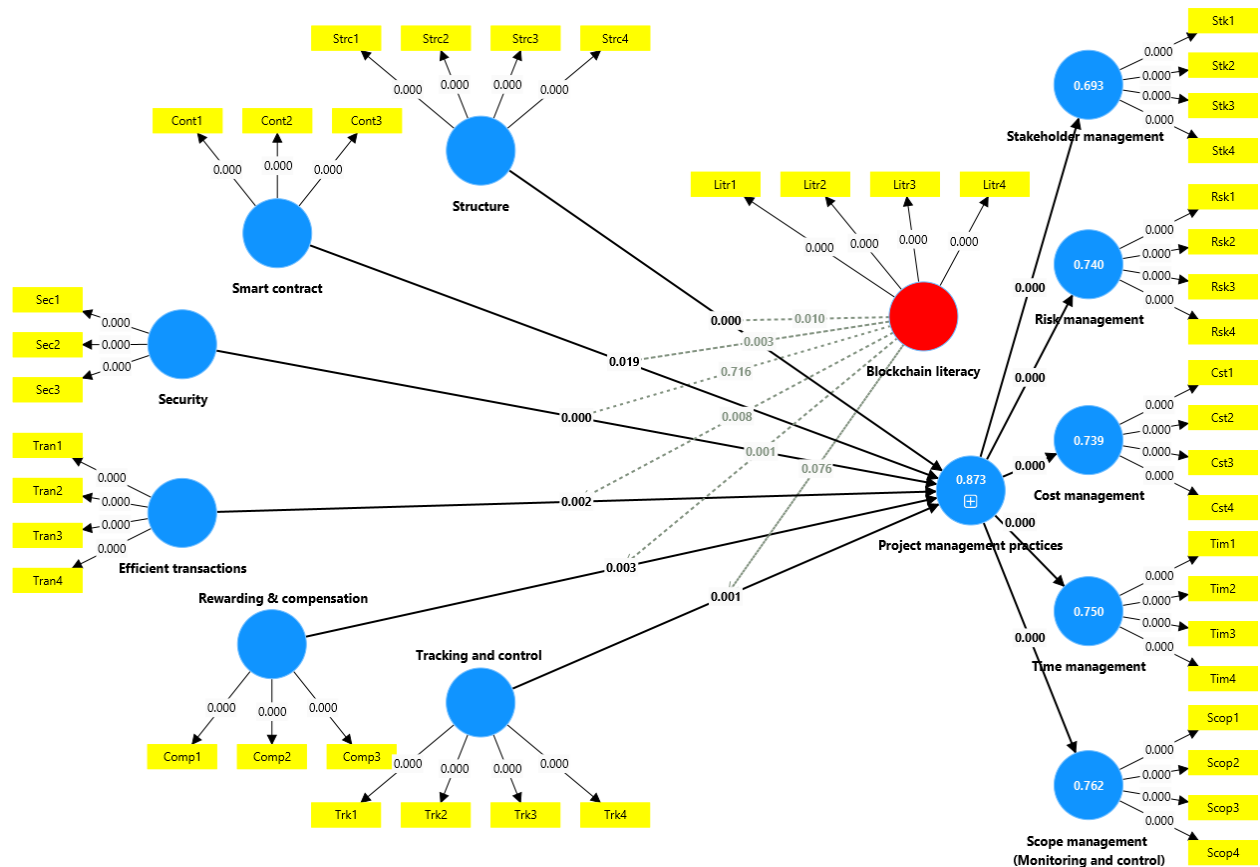 Strc1 Strc2 Strc3 Strc4
0.000 0.000 0.000 0.000
Structure
Cont1 Cont2 Cont3
0.000 0.000 0.000
Smart contract
Sec1
Sec2
Sec3
0.000
0.000
0.000
Security
Tran1
Tran2
Tran3
Tran4
0.000
0.000
0.000
0.000
Efficient transactions
Rewarding & compensation
0.000 0.000 0.000
Comp1 Comp2 Comp3
Tracking and control
0.000 0.000 0.000 0.000
Trk1 Trk2 Trk3 Trk4
Litr1 Litr2 Litr3 Litr4
0.000 0.000 0.000 0.000
Blockchain literacy
0.000 0.010
0.019 0.003
0.000 0.716
0.002 0.008
0.003 0.001
0.001 0.076
0.873
Project management practices
0.000
0.000
0.000
0.000
0.000
0.693
Stakeholder management
0.000 Stk1
0.000 Stk2
0.000 Stk3
0.000 Stk4
0.740
Risk management
0.000 Rsk1
0.000 Rsk2
0.000 Rsk3
0.000 Rsk4
0.739
Cost management
0.000 Cst1
0.000 Cst2
0.000 Cst3
0.000 Cst4
0.750
Time management
0.000 Tim1
0.000 Tim2
0.000 Tim3
0.000 Tim4
0.762
Scope management
(Monitoring and control)
0.000 Scop1
0.000 Scop2
0.000 Scop3
0.000 Scop4